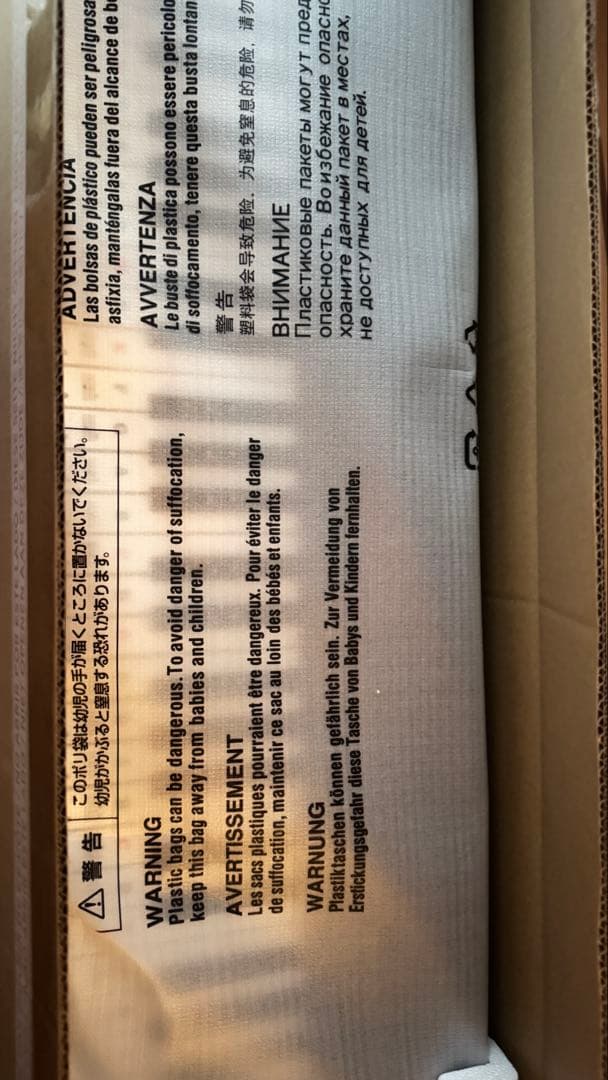 警告
このポリ袋は幼児の手が届くところに置かないでください。
幼児がかぶると窒息する恐れがあります。
WARNING
Plastic bags can be dangerous. To avoid danger of suffocation,
keep this bag away from babies and children.
AVERTISSEMENT
Les sacs plastiques pourraient être dangereux. Pour éviter le danger
de suffocation, maintenir ce sac au loin des bébés et enfants.
WARNUNG
Plastiktaschen können gefährlich sein. Zur Vermeidung von
Erstickungsgefahr diese Tasche von Babys und Kindern fernhalten.
ADVERTENCIA
Las bolsas de plástico pueden ser peligrosa
asfixia, manténgalas fuera del alcance de
AVVERTENZA
Le buste di plastica possono essere pericolo
di soffocamento, tenere questa busta lontan
警告
塑料袋会导致危险，为避免窒息的危险，请勿
ВНИМАНИЕ
Пластиковые пакеты могут пред
опасность. Во избежание опасно
храните данный пакет в местах,
не доступных для детей.